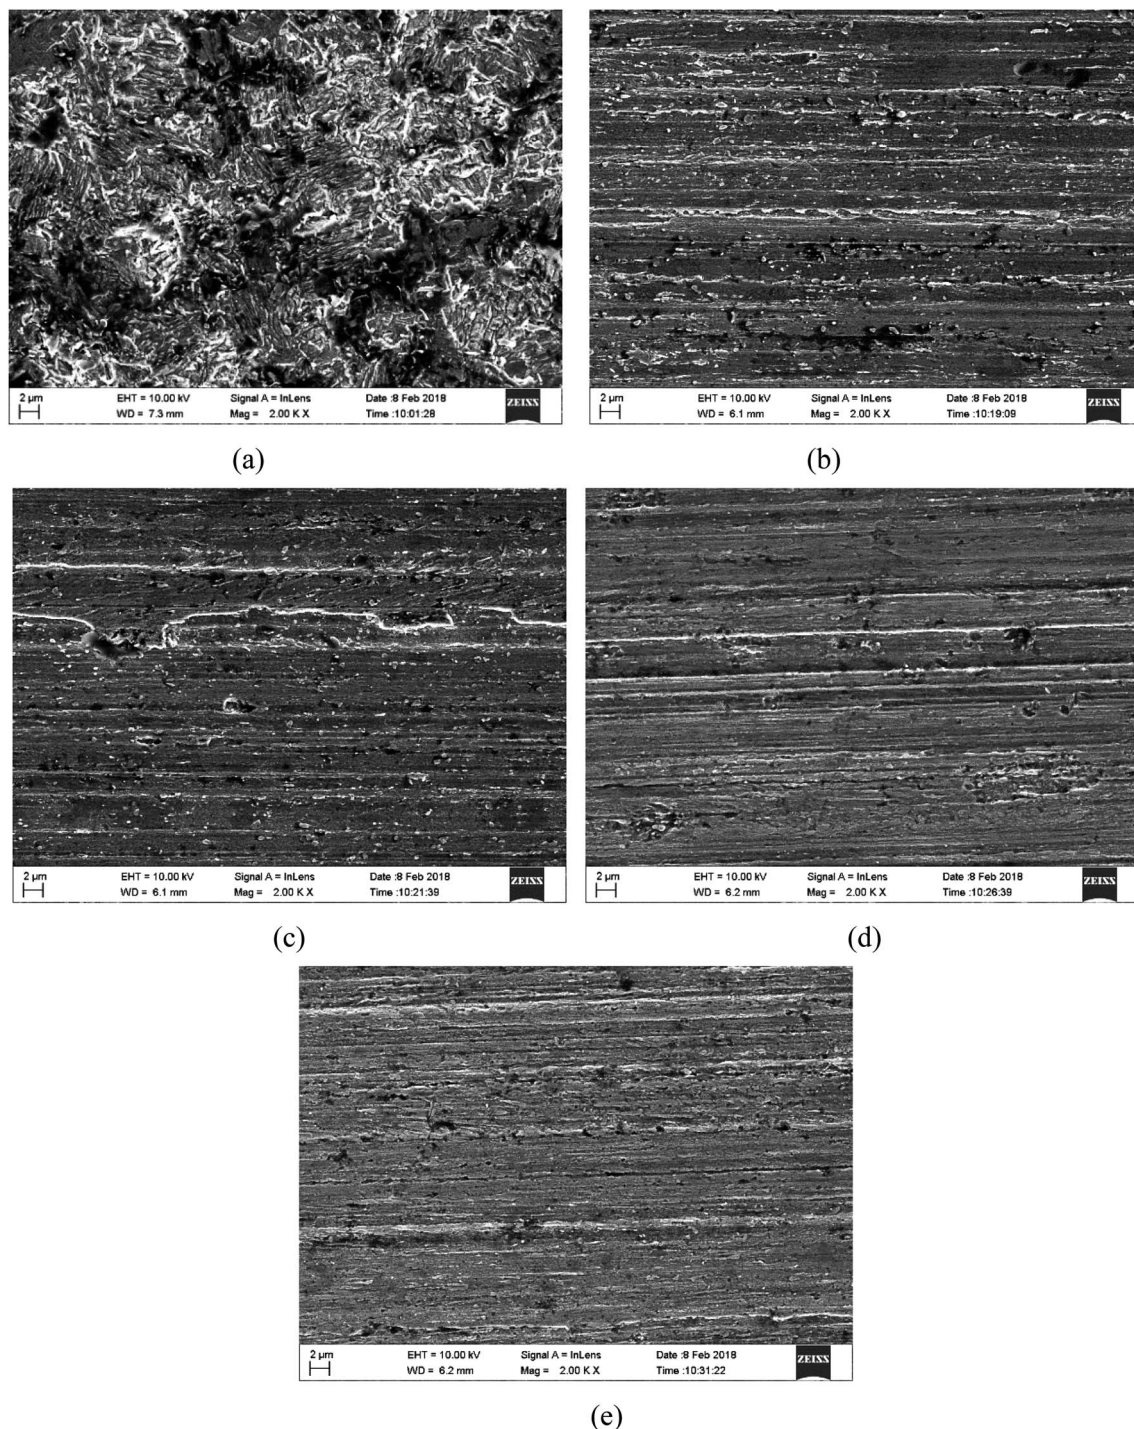 2 µm EHT = 10.00 kV Signal A = InLens Date :8 Feb 2018 ZEISS
WD = 7.3 mm Mag = 2.00 K X Time :10:01:28
(a)
2 µm EHT = 10.00 kV Signal A = InLens Date :8 Feb 2018 ZEISS
WD = 6.1 mm Mag = 2.00 K X Time :10:19:09
(b)
2 µm EHT = 10.00 kV Signal A = InLens Date :8 Feb 2018 ZEISS
WD = 6.1 mm Mag = 2.00 K X Time :10:21:39
(c)
2 µm EHT = 10.00 kV Signal A = InLens Date :8 Feb 2018 ZEISS
WD = 6.2 mm Mag = 2.00 K X Time :10:26:39
(d)
2 µm EHT = 10.00 kV Signal A = InLens Date :8 Feb 2018 ZEISS
WD = 6.2 mm Mag = 2.00 K X Time :10:31:22
(e)